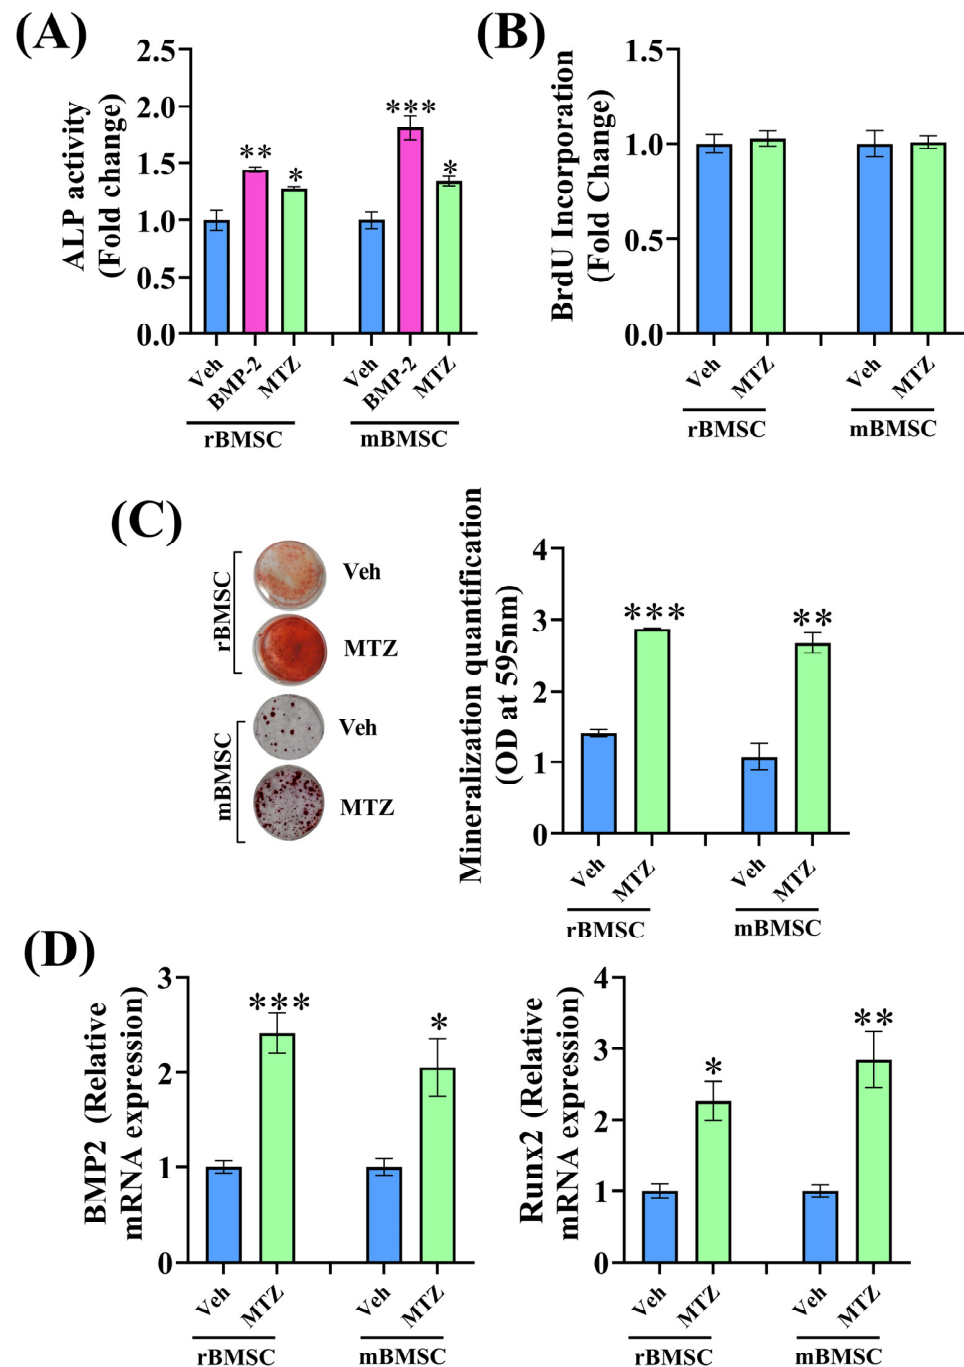 (A)
ALP activity
(Fold change)
2.5
2.0
1.5
1.0
0.5
0.0
**
*
***
*
Veh
BMP-2
MTZ
Veh
BMP-2
MTZ
rBMSC
mBMSC
(B)
BrdU Incorporation
(Fold Change)
1.5
1.0
0.5
0.0
Veh
MTZ
Veh
MTZ
rBMSC
mBMSC
(C)
rBMSC
Veh
MTZ
mBMSC
Veh
MTZ
Mineralization quantification
(OD at 595nm)
4
3
2
1
0
***
**
Veh
MTZ
Veh
MTZ
rBMSC
mBMSC
(D)
BMP2 (Relative
mRNA expression)
3
2
1
0
***
*
Veh
MTZ
Veh
MTZ
rBMSC
mBMSC
Runx2 (Relative
mRNA expression)
4
3
2
1
0
*
**
Veh
MTZ
Veh
MTZ
rBMSC
mBMSC